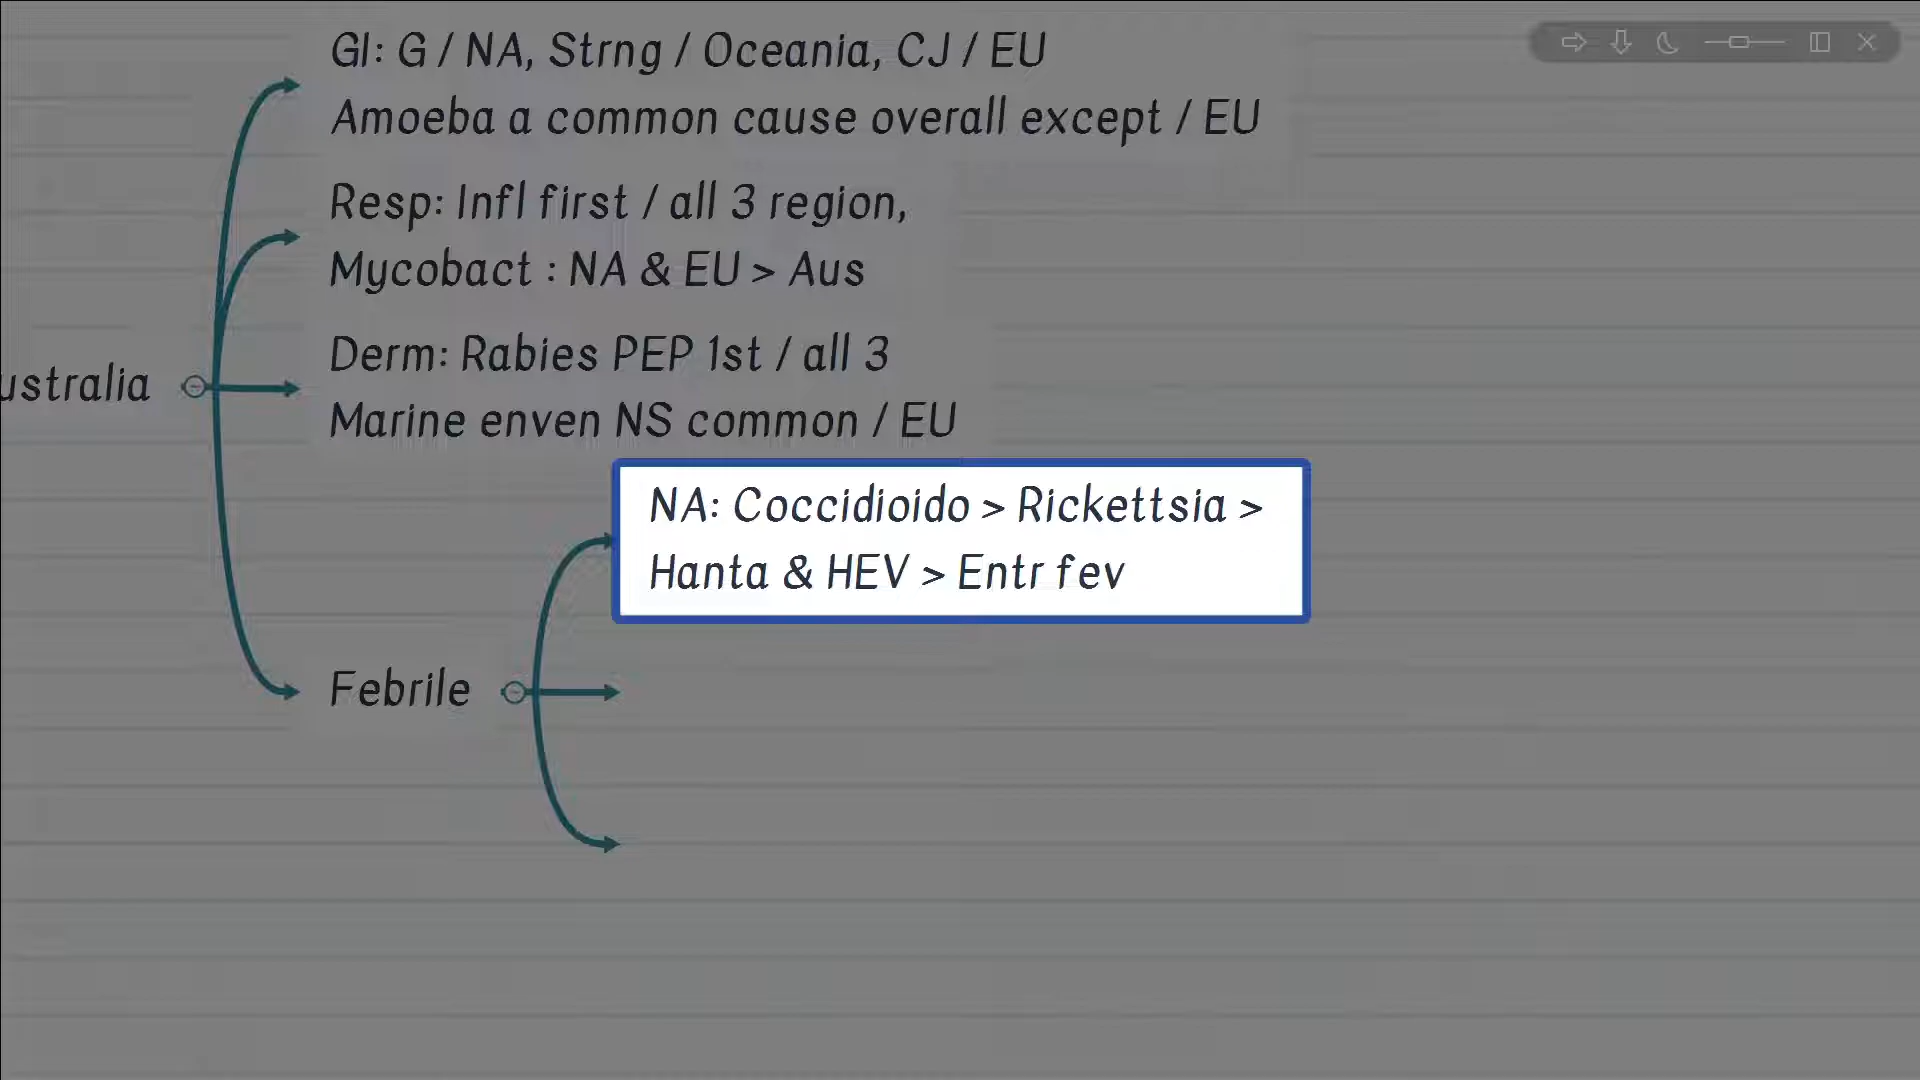 GI: G / NA, Strng / Oceania, CJ / EU
Amoeba a common cause overall except / EU
Resp: Infl first / all 3 region,
Mycobact : NA & EU > Aus
ustralia
Derm: Rabies PEP 1st / all 3
Marine enven NS common / EU
NA: Coccidioido > Rickettsia >
Hanta & HEV > Entr fev
Febrile